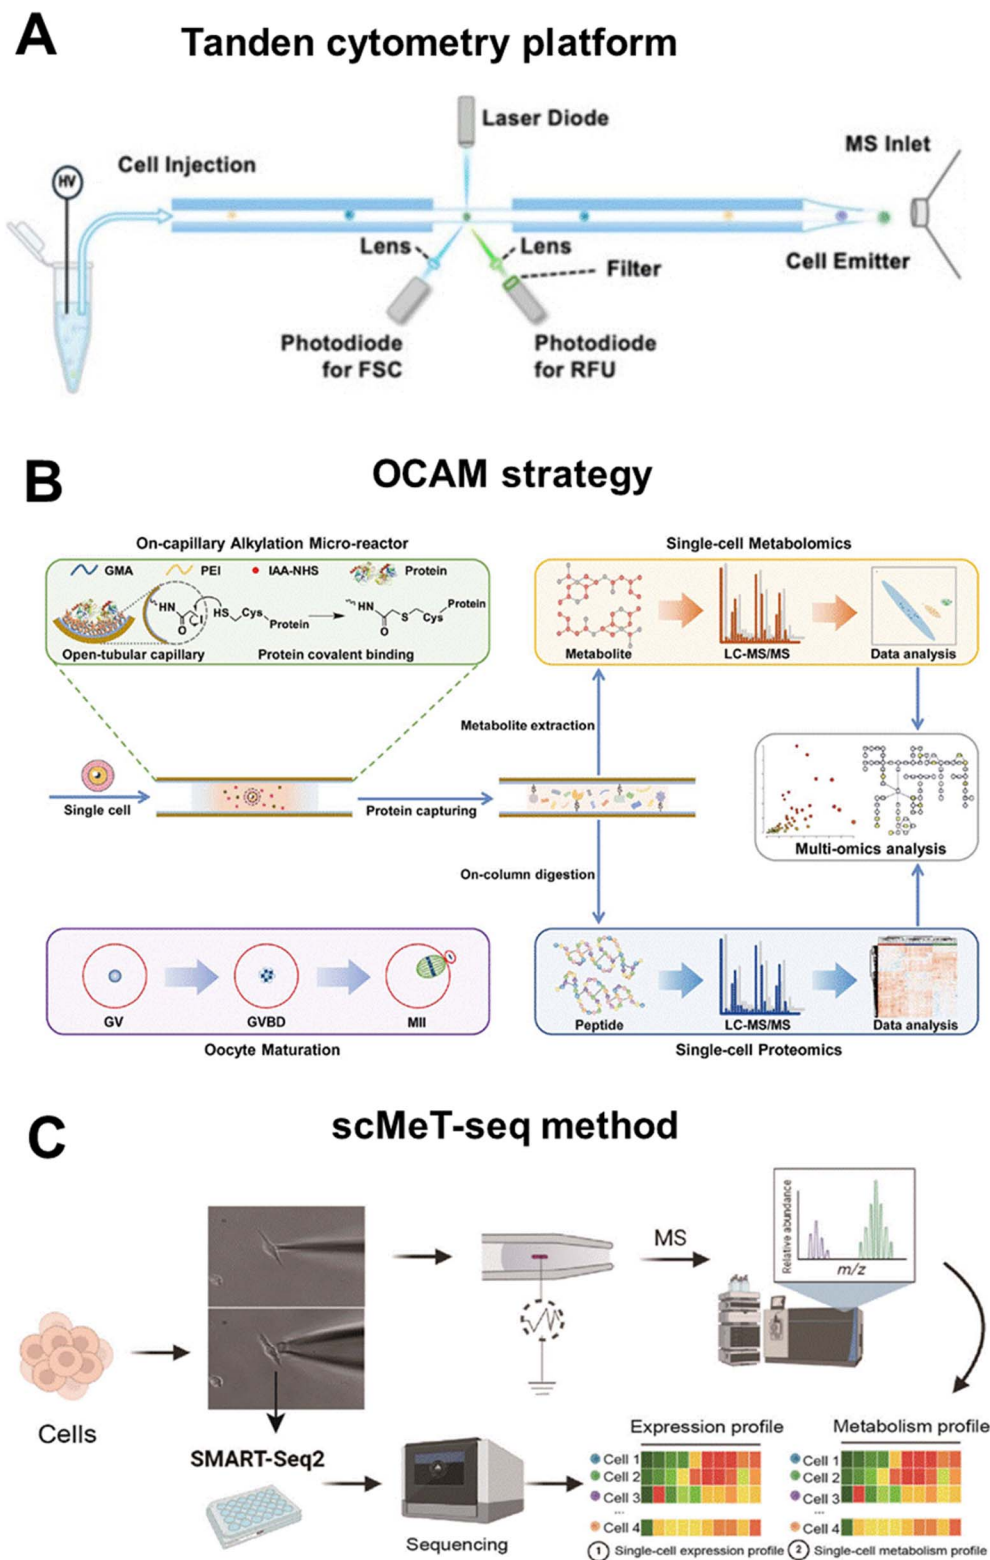 A
Tanden cytometry platform
Laser Diode
MS Inlet
Cell Injection
HV
Lens
Lens
Filter
Cell Emitter
Photodiode
for FSC
Photodiode
for RFU
B
OCAM strategy
On-capillary Alkylation Micro-reactor
GMA
PEI
IAA-NHS
Protein
HN
O
I
HS
Cys
Protein
HN
O
S
Cys
Protein
Open-tubular capillary
Protein covalent binding
Single-cell Metabolomics
Metabolite
LC-MS/MS
Data analysis
Metabolite extraction
Single cell
Protein capturing
Multi-omics analysis
On-column digestion
GV
GVBD
MII
Oocyte Maturation
Peptide
LC-MS/MS
Data analysis
Single-cell Proteomics
C
scMeT-seq method
Relative abundance
m/z
MS
Cells
SMART-Seq2
Sequencing
Expression profile
Cell 1
Cell 2
Cell 3
...
Cell 4
1 Single-cell expression profile
Metabolism profile
Cell 1
Cell 2
Cell 3
...
Cell 4
2 Single-cell metabolism profile